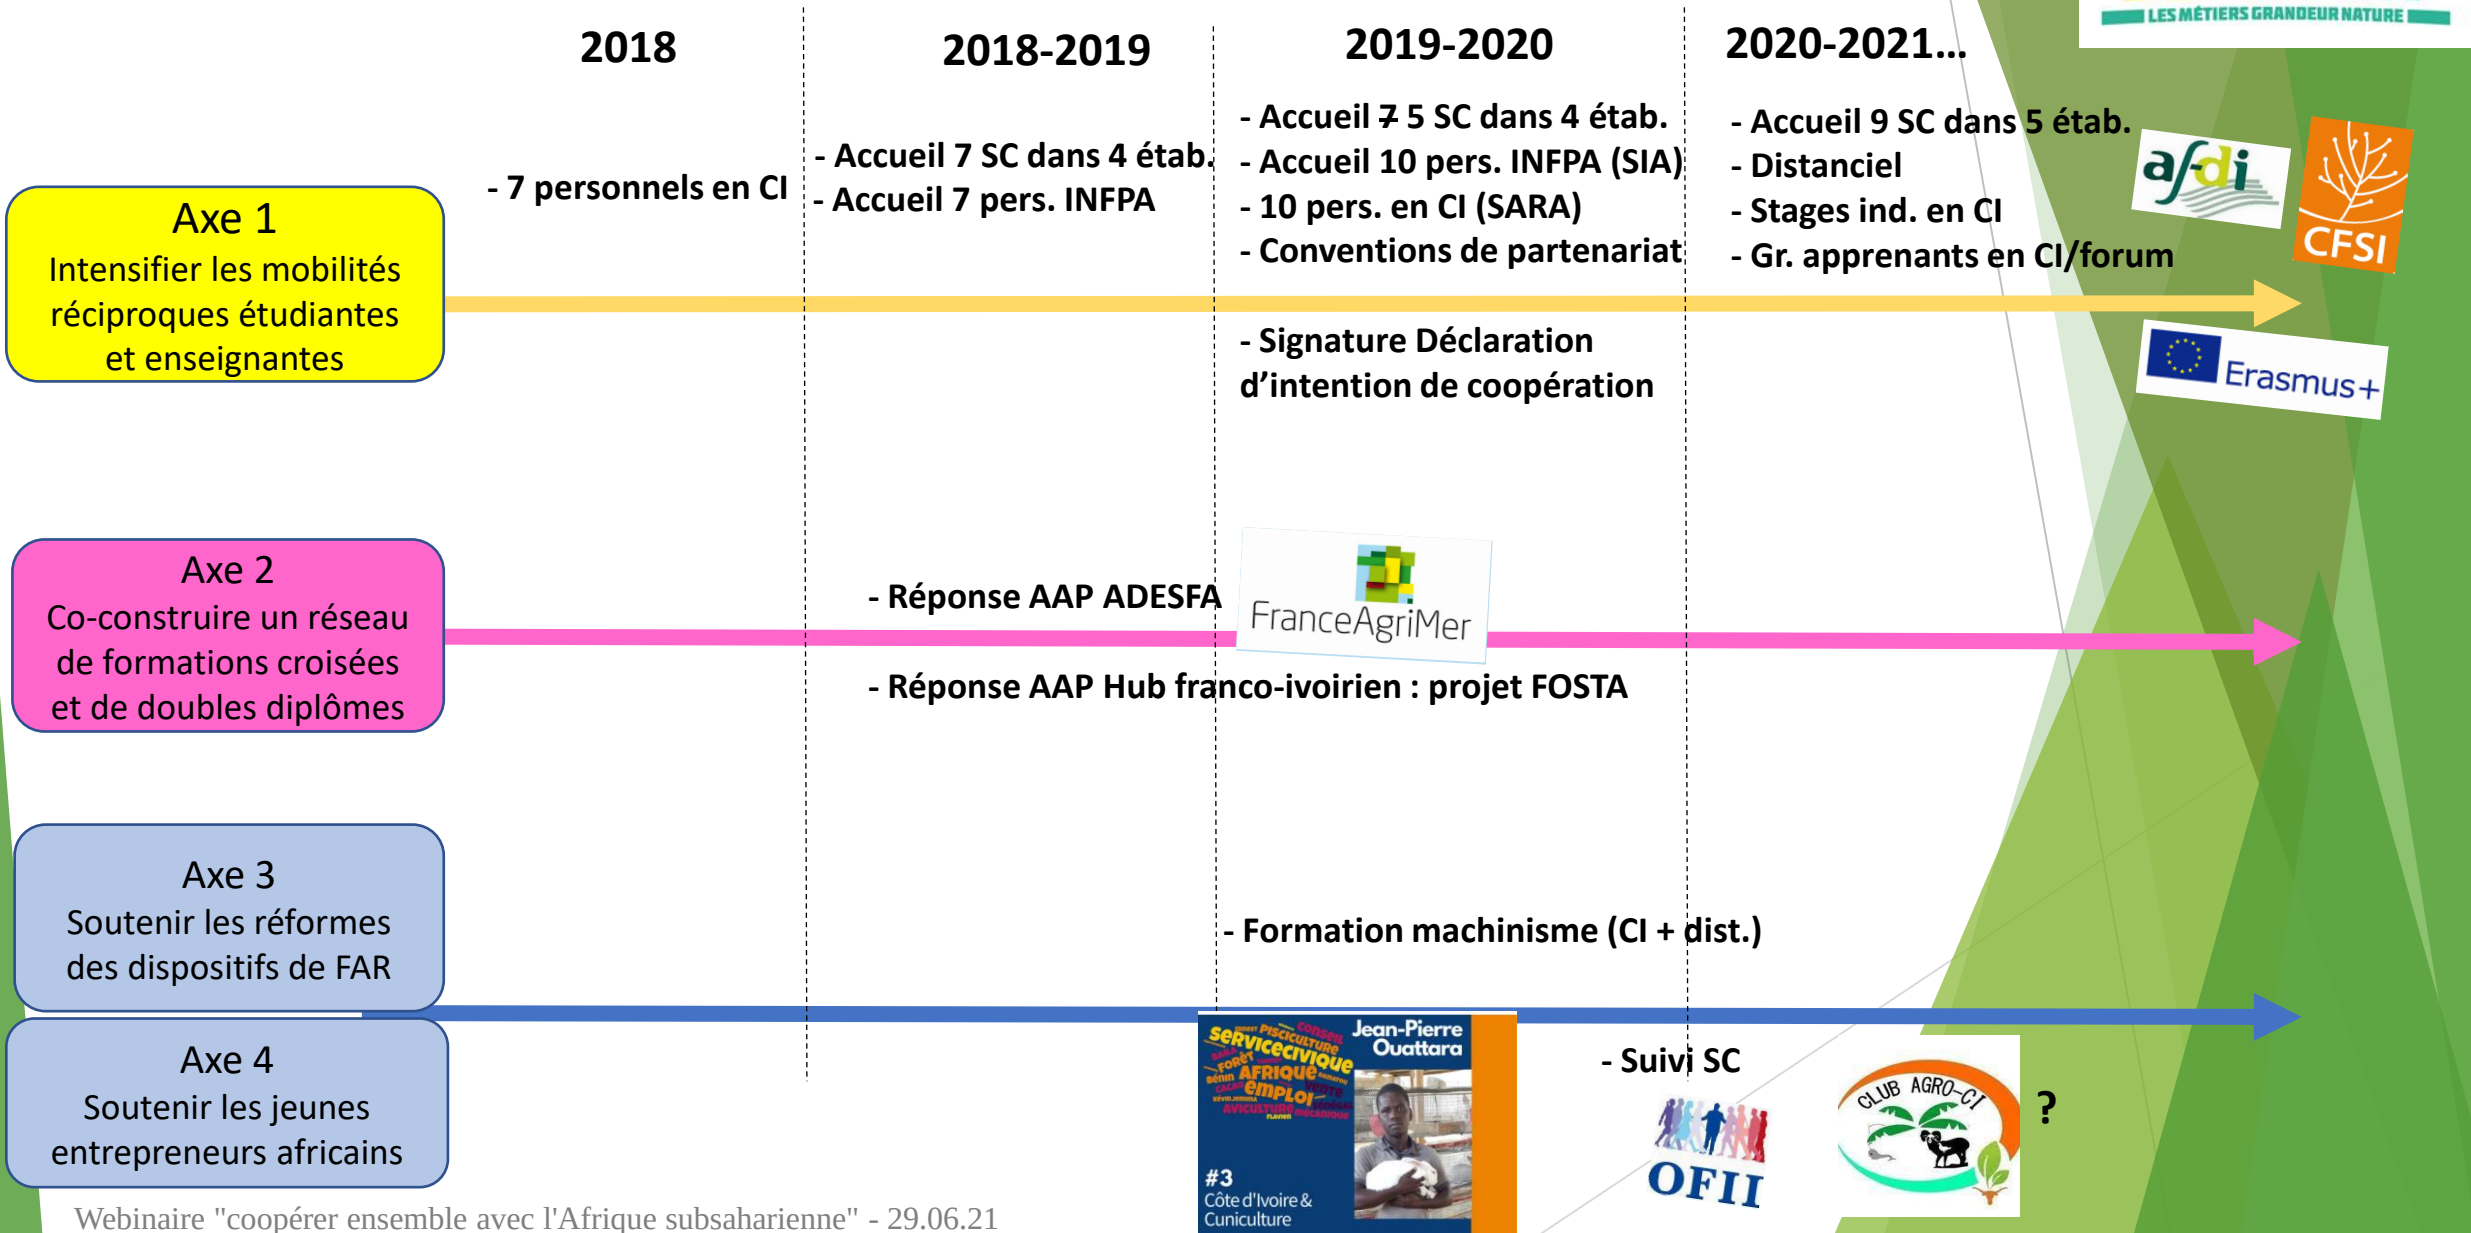 LES MÉTIERS GRANDEUR NATURE
2018
2018-2019
2019-2020
2020-2021...
Axe 1
Intensifier les mobilités
réciproques étudiantes
et enseignantes
- 7 personnels en CI
- Accueil 7 SC dans 4 étab.
- Accueil 7 pers. INFPA
- Accueil 7 5 SC dans 4 étab.
- Accueil 10 pers. INFPA (SIA)
- 10 pers. en CI (SARA)
- Conventions de partenariat
- Signature Déclaration
d’intention de coopération
- Accueil 9 SC dans 5 étab.
- Distanciel
- Stages ind. en CI
- Gr. apprenants en CI/forum
afdi
CFSI
Erasmus+
Axe 2
Co-construire un réseau
de formations croisées
et de doubles diplômes
- Réponse AAP ADESFA
FranceAgriMer
- Réponse AAP Hub franco-ivoirien : projet FOSTA
Axe 3
Soutenir les réformes
des dispositifs de FAR
- Formation machinisme (CI + dist.)
Axe 4
Soutenir les jeunes
entrepreneurs africains
PISCICULTURE
CONSEIL
SERVICECIVIQUE
FORÊT
BÉNIN AFRIQUE
EMPLOI
AVICULTURE
Jean-Pierre
Ouattara
#3
Côte d'Ivoire &
Cuniculture
- Suivi SC
OFII
CLUB AGRO-CI
?
Webinaire "coopérer ensemble avec l'Afrique subsaharienne" - 29.06.21